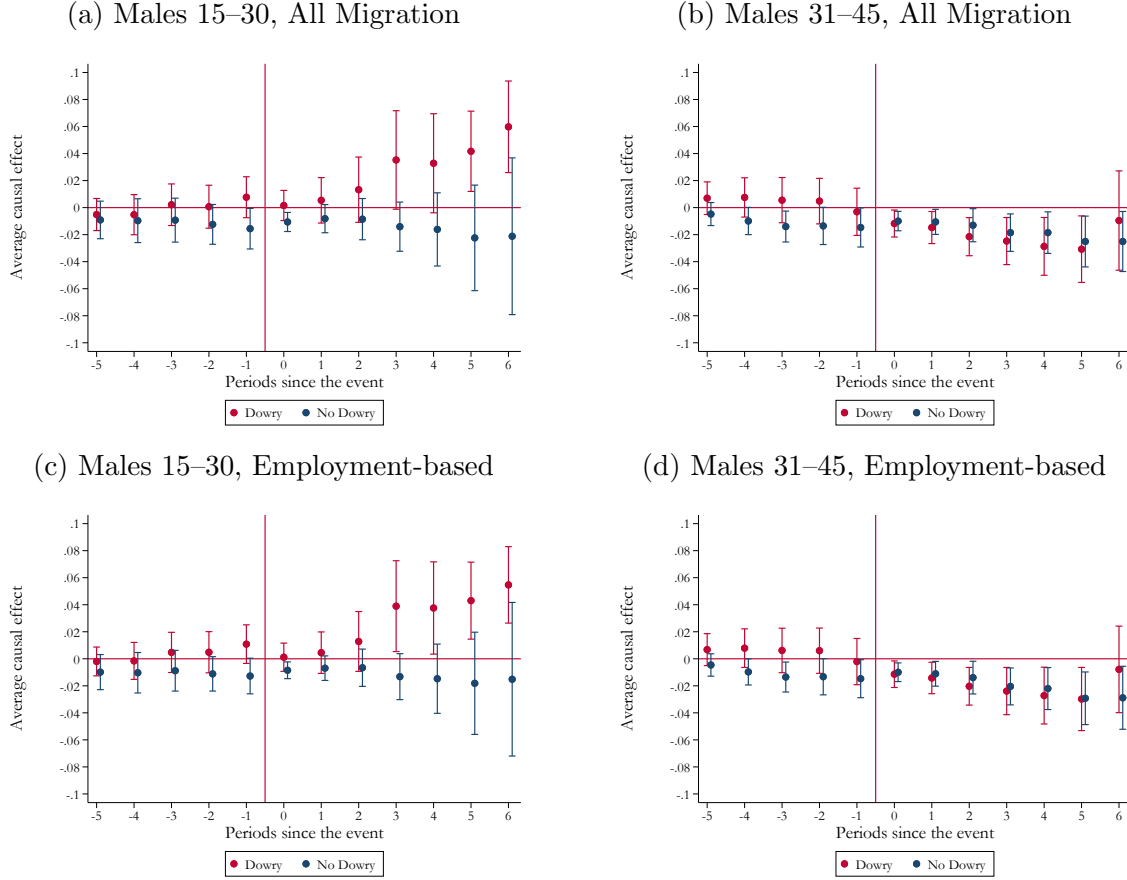 (a) Males 15–30, All Migration
(b) Males 31–45, All Migration
Average causal effect
.1
.08
.06
.04
.02
0
-.02
-.04
-.06
-.08
-.1
-5 -4 -3 -2 -1 0 1 2 3 4 5 6
Periods since the event
Dowry No Dowry
Average causal effect
.1
.08
.06
.04
.02
0
-.02
-.04
-.06
-.08
-.1
-5 -4 -3 -2 -1 0 1 2 3 4 5 6
Periods since the event
Dowry No Dowry
(c) Males 15–30, Employment-based
(d) Males 31–45, Employment-based
Average causal effect
.1
.08
.06
.04
.02
0
-.02
-.04
-.06
-.08
-.1
-5 -4 -3 -2 -1 0 1 2 3 4 5 6
Periods since the event
Dowry No Dowry
Average causal effect
.1
.08
.06
.04
.02
0
-.02
-.04
-.06
-.08
-.1
-5 -4 -3 -2 -1 0 1 2 3 4 5 6
Periods since the event
Dowry No Dowry